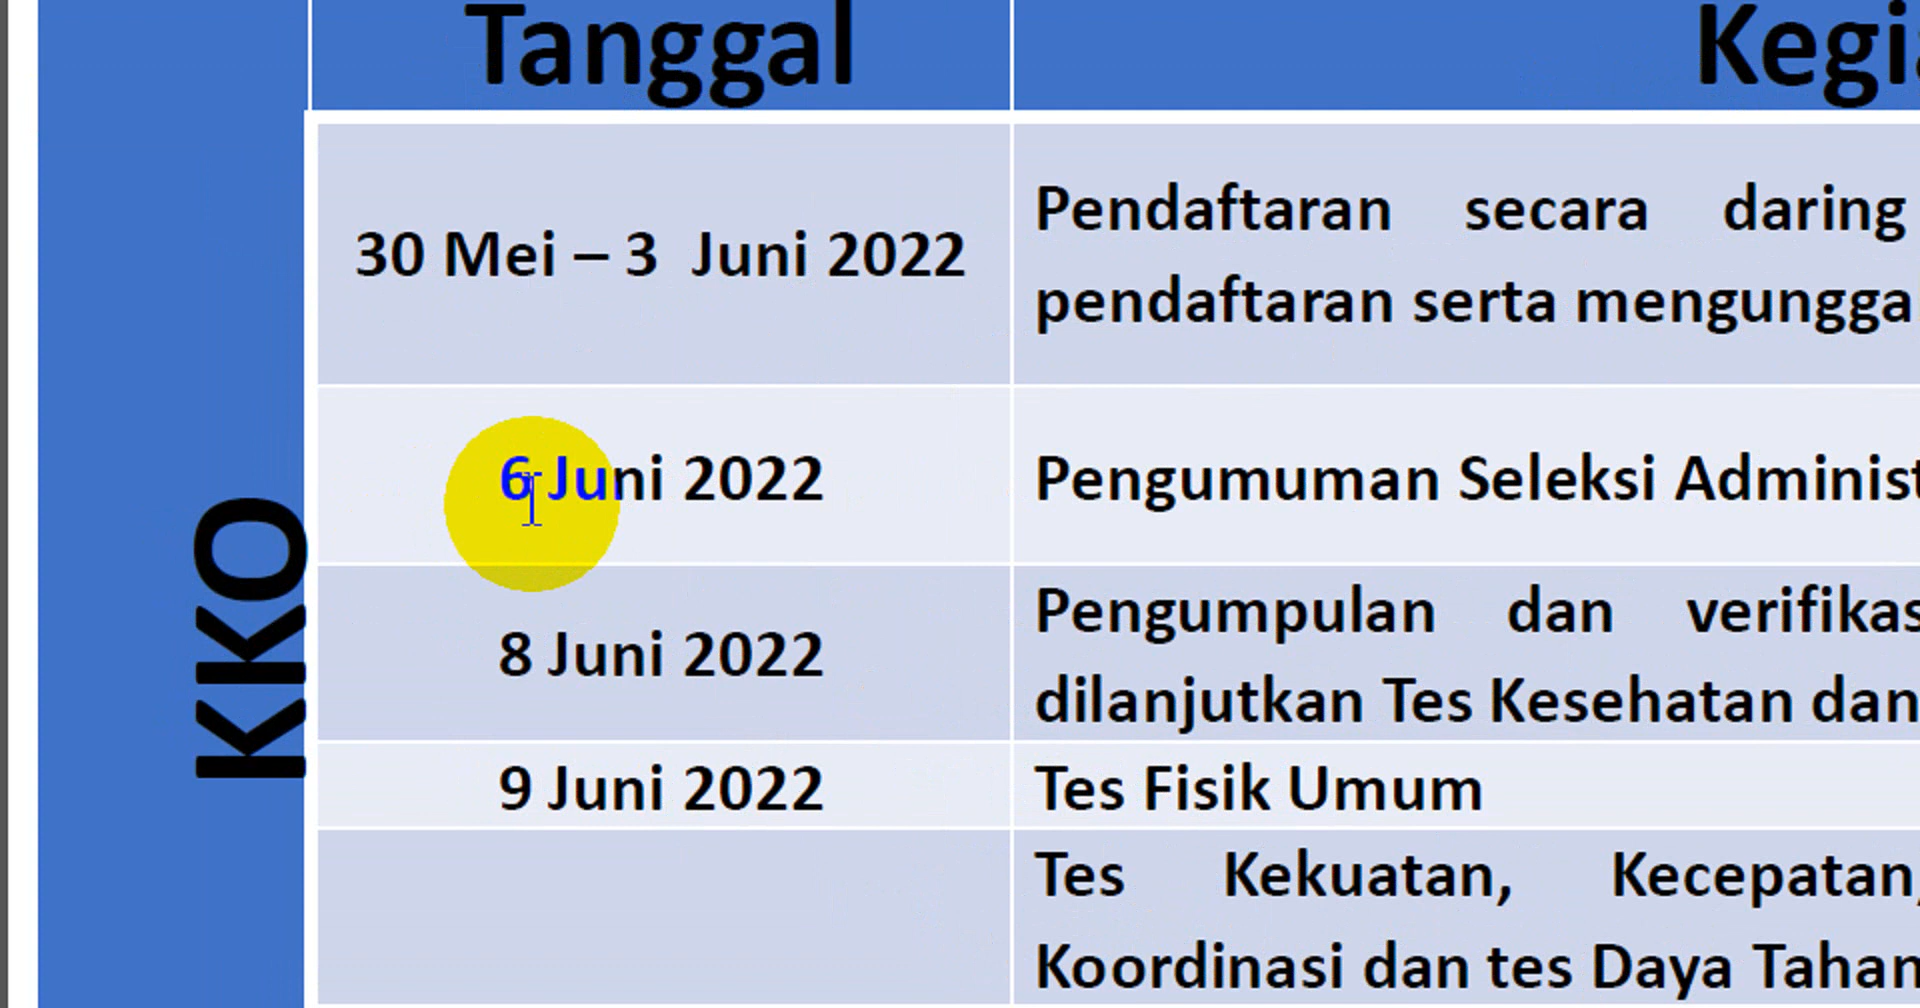 Tanggal
KKO
30 Mei – 3 Juni 2022
Pendaftaran secara daring
pendaftaran serta mengungga
6 Juni 2022
Pengumuman Seleksi Administ
8 Juni 2022
Pengumpulan dan verifikas
dilanjutkan Tes Kesehatan dan
9 Juni 2022
Tes Fisik Umum
Tes Kekuatan, Kecepatan,
Koordinasi dan tes Daya Tahan